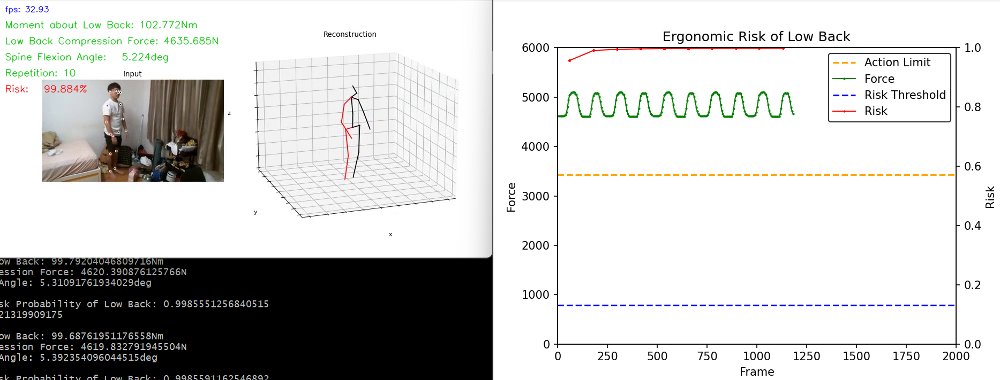 fps: 32.93
Moment about Low Back: 102.772Nm
Low Back Compression Force: 4635.685N
Spine Flexion Angle: 5.224deg
Repetition: 10
Risk: 99.884%
Input
Reconstruction
z
y
x
ow Back: 99.79204046809716Nm
ession Force: 4620.390876125766N
Angle: 5.31091761934029deg
sk Probability of Low Back: 0.9985551256840515
21319909175
ow Back: 99.68761951176558Nm
ession Force: 4619.832791945504N
Angle: 5.392354096044515deg
sk Probability of Low Back: 0.9985591162546892
Ergonomic Risk of Low Back
6000
5000
4000
3000
2000
1000
0
Force
Action Limit
Force
Risk Threshold
Risk
1.0
0.8
0.6
0.4
0.2
0.0
Risk
0 250 500 750 1000 1250 1500 1750 2000
Frame